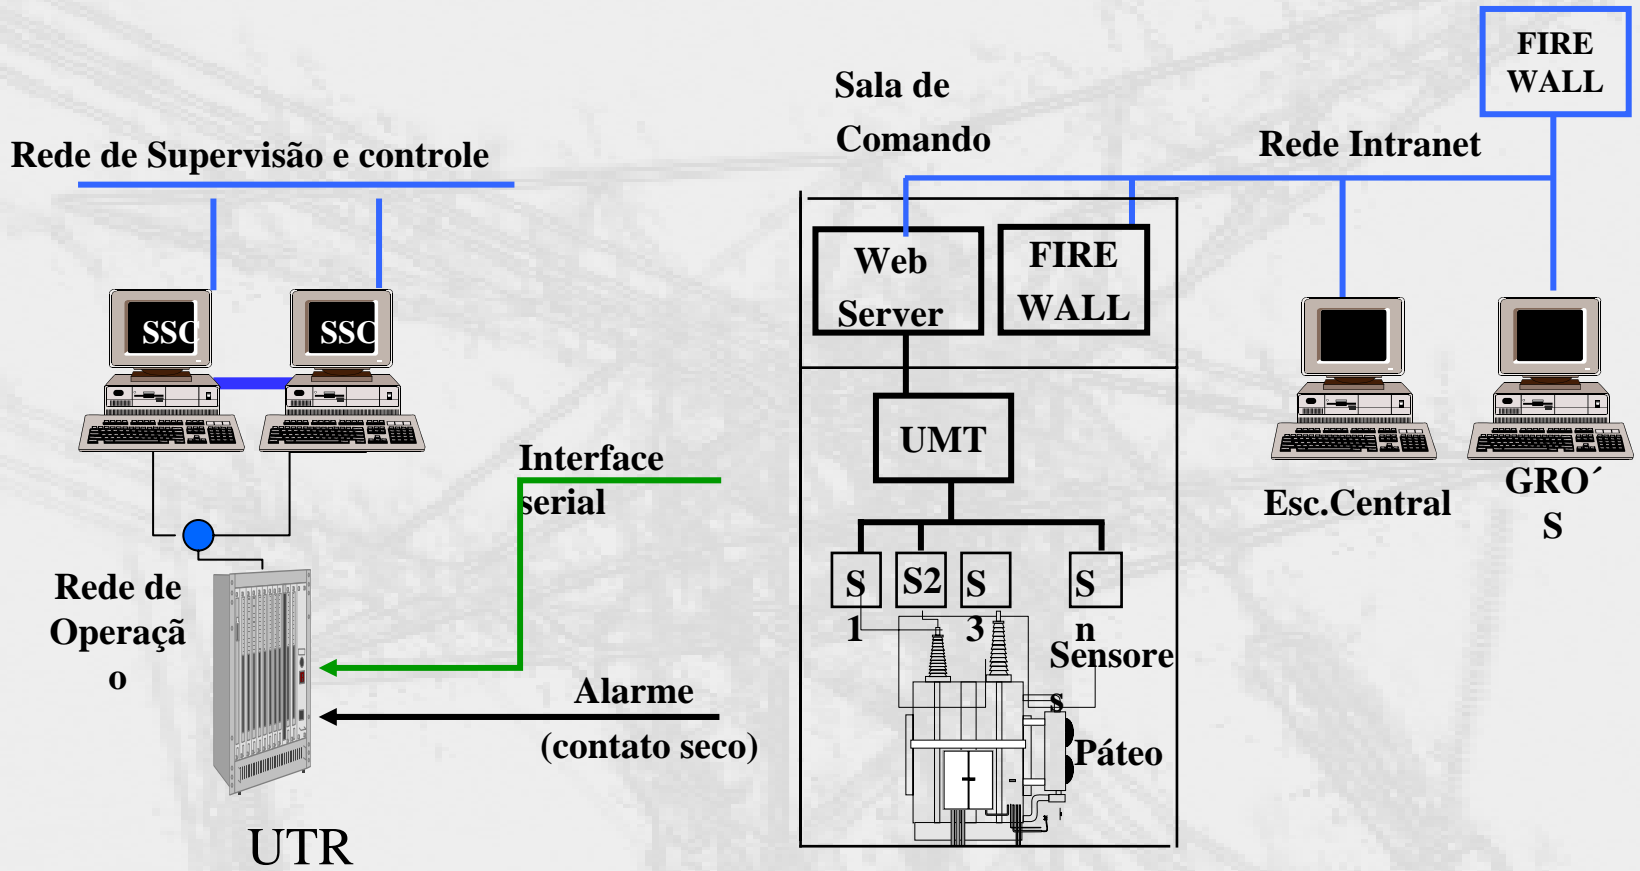 FIRE
WALL
Sala de
Comando
Rede Intranet
Rede de Supervisão e controle
Web
Server
FIRE
WALL
SSC
SSC
UMT
Interface
serial
Esc.Central
GRO´
S
S
1
S2
S
3
S
n
Sensore
s
Páteo
Rede de
Operaçã
o
Alarme
(contato seco)
UTR